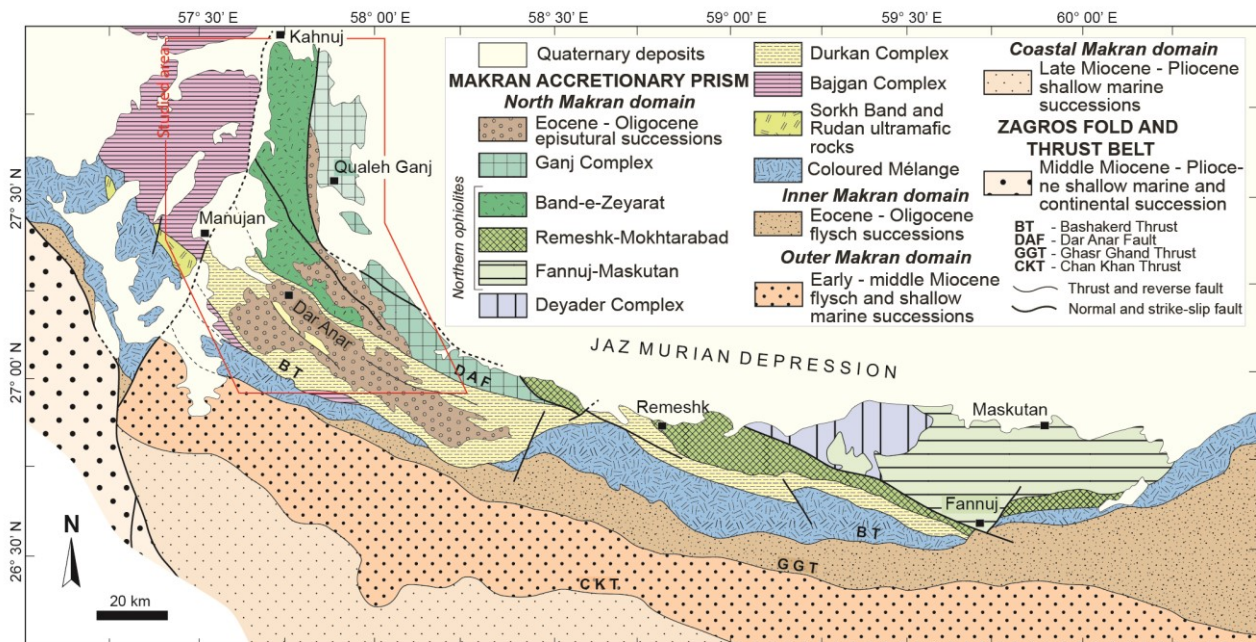 57° 30' E
58° 00' E
58° 30' E
59° 00' E
59° 30' E
60° 00' E
27° 30' N
27° 00' N
26° 30' N
Studied area
Kahnuj
Qualeh Ganj
Manujan
Dar Anar
BT
DAF
JAZ MURIAN DEPRESSION
Remeshk
Maskutan
Fannuj
BT
GGT
CKT
N
20 km
Quaternary deposits
MAKRAN ACCRETIONARY PRISM
North Makran domain
Eocene - Oligocene
episutural successions
Ganj Complex
Northern ophiolites
Band-e-Zeyarat
Remeshk-Mokhtarabad
Fannuj-Maskutan
Deyader Complex
Durkan Complex
Bajgan Complex
Sorkh Band and
Rudan ultramafic
rocks
Coloured Mélange
Inner Makran domain
Eocene - Oligocene
flysch successions
Outer Makran domain
Early - middle Miocene
flysch and shallow
marine successions
Coastal Makran domain
Late Miocene - Pliocene
shallow marine
successions
ZAGROS FOLD AND
THRUST BELT
Middle Miocene - Plioce-
ne shallow marine and
continental succession
BT - Bashakerd Thrust
DAF - Dar Anar Fault
GGT - Ghasr Ghand Thrust
CKT - Chan Khan Thrust
Thrust and reverse fault
Normal and strike-slip fault